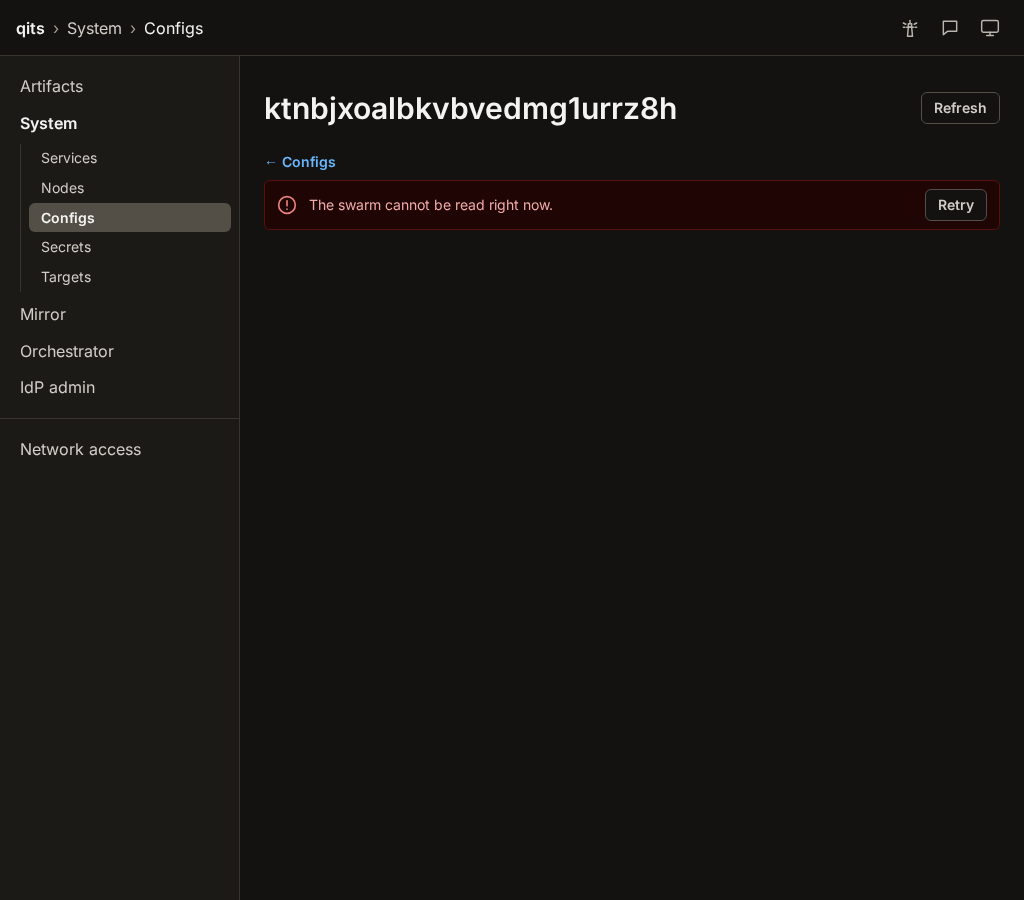 qits › System › Configs
Artifacts
System
Services
Nodes
Configs
Secrets
Targets
Mirror
Orchestrator
IdP admin
Network access
ktnbjxoalbkvbvedmg1urrz8h
Refresh
← Configs
The swarm cannot be read right now.
Retry